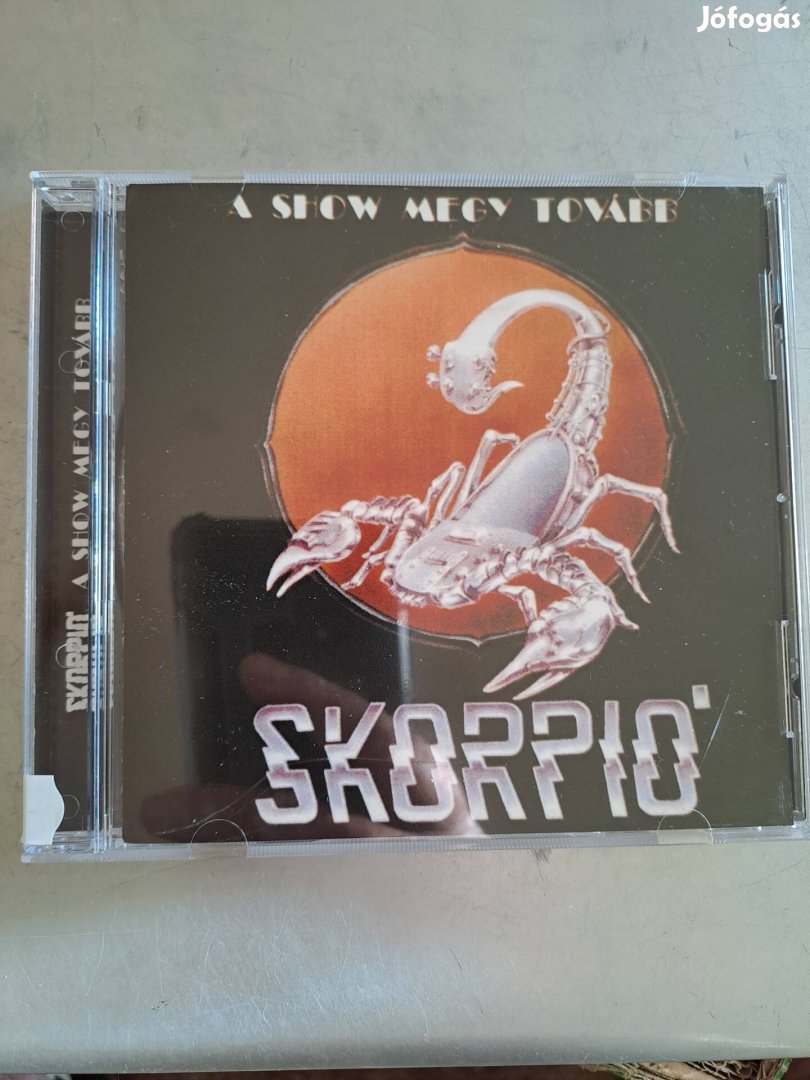 Jófogás
A SHOW MEGY TOVÁBB
SKORPIÓ
SKORPIÓ A SHOW MEGY TOVÁBB